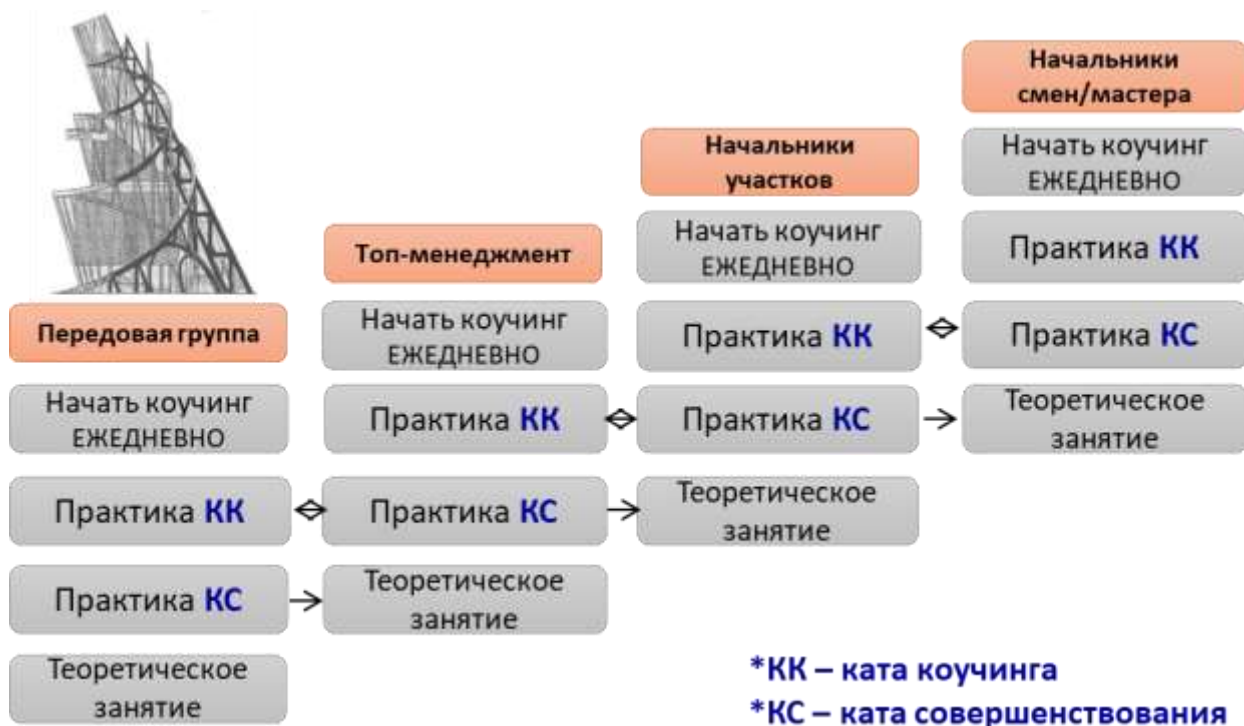 Передовая группа
Начать коучинг
ЕЖЕДНЕВНО
Практика КК
Практика КС
Теоретическое
занятие
Топ-менеджмент
Начать коучинг
ЕЖЕДНЕВНО
Практика КК
Практика КС
Теоретическое
занятие
Начальники
участков
Начать коучинг
ЕЖЕДНЕВНО
Практика КК
Практика КС
Теоретическое
занятие
Начальники
смен/мастера
Начать коучинг
ЕЖЕДНЕВНО
Практика КК
Практика КС
Теоретическое
занятие
*КК – ката коучинга
*КС – ката совершенствования